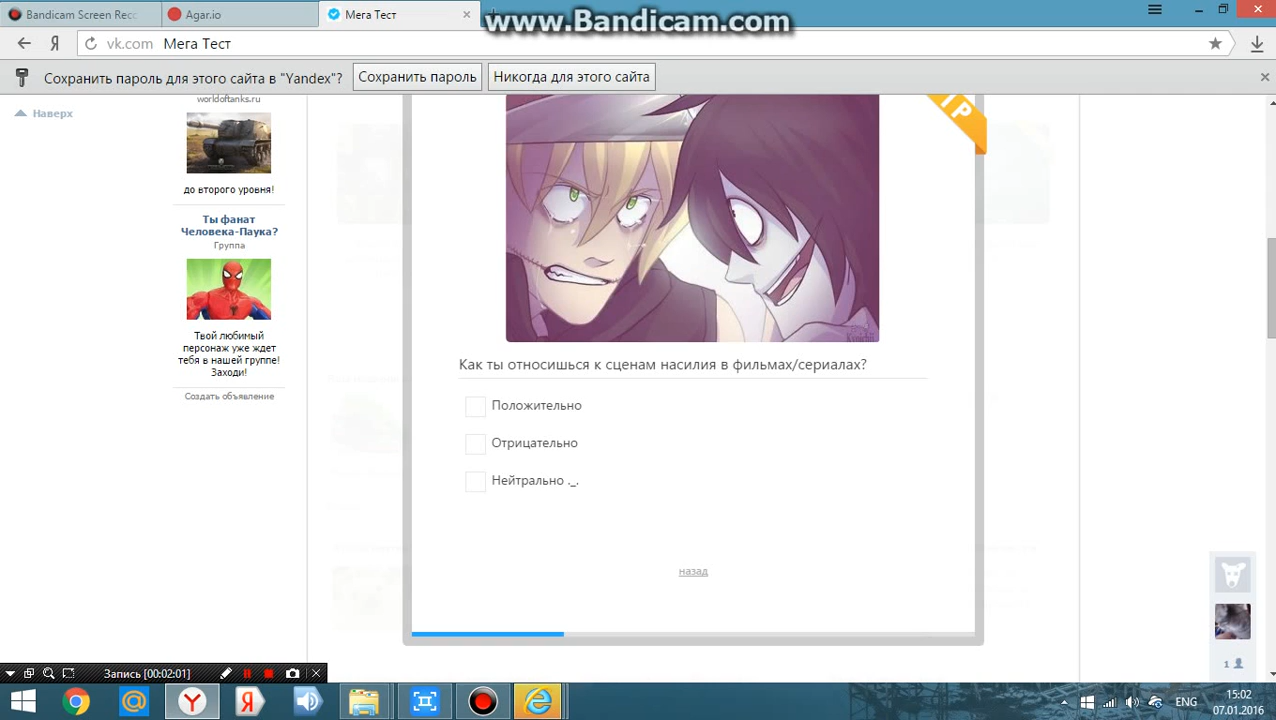 Bandicam Screen Reco
Agar.io
Мега Тест
www.Bandicam.com
vk.com Мега Тест
Сохранить пароль для этого сайта в "Yandex"?
Сохранить пароль
Никогда для этого сайта
Наверх
worldoftanks.ru
до второго уровня!
Ты фанат
Человека-Паука?
Группа
Твой любимый
персонаж уже ждет
тебя в нашей группе!
Заходи!
Создать объявление
IP
Как ты относишься к сценам насилия в фильмах/сериалах?
Положительно
Отрицательно
Нейтрально ._.
назад
1
Запись [00:02:01]
ENG
15:02
07.01.2016